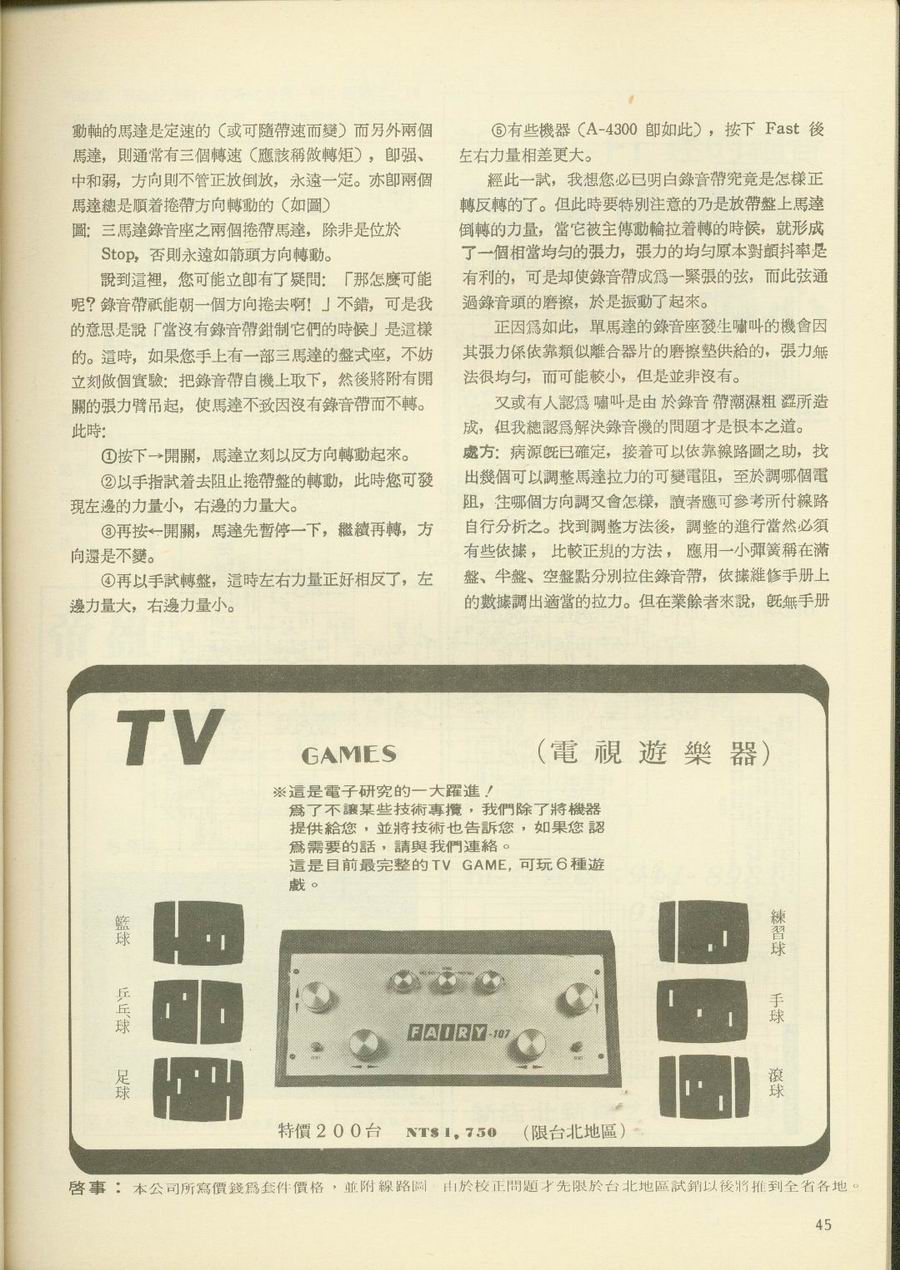 動軸的馬達是定速的（或可隨帶速而變）而另外兩個
馬達，則通常有三個轉速（應該稱做轉矩），卽强、
中和弱，方向則不管正放倒放，永遠一定。亦卽兩個
馬達總是順着捲帶方向轉動的（如圖）
圖：三馬達錄音座之兩個捲帶馬達，除非是位於
Stop，否則永遠如箭頭方向轉動。
說到這裡，您可能立卽有了疑問：「那怎麽可能
呢？錄音帶祇能朝一個方向捲去啊！」不錯，可是我
的意思是說「當沒有錄音帶鉗制它們的時候」是這樣
的。這時，如果您手上有一部三馬達的盤式座，不妨
立刻做個實驗：把錄音帶自機上取下，然後將附有開
關的張力臂吊起，使馬達不致因沒有錄音帶而不轉。
此時：
①按下→開關，馬達立刻以反方向轉動起來。
②以手指試着去阻止捲帶盤的轉動，此時您可發
現左邊的力量小，右邊的力量大。
③再按←開關，馬達先暫停一下，繼續再轉，方
向還是不變。
④再以手試轉盤，這時左右力量正好相反了，左
邊力量大，右邊力量小。
⑤有些機器（A-4300 卽如此），按下 Fast 後
左右力量相差更大。
經此一試，我想您必已明白錄音帶究竟是怎樣正
轉反轉的了。但此時要特別注意的乃是放帶盤上馬達
倒轉的力量，當它被主傳動輪拉着轉的時候，就形成
了一個相當均匀的張力，張力的均匀原本對顫抖率是
有利的，可是却使錄音帶成爲一緊張的弦，而此弦通
過錄音頭的磨擦，於是振動了起來。
正因爲如此，單馬達的錄音座發生嘯叫的機會因
其張力係依靠類似離合器片的磨擦墊供給的，張力無
法很均匀，而可能較小，但是並非沒有。
又或有人認爲 嘯叫是由 於錄音 帶潮濕粗 澀所造
成，但我總認爲解決錄音機的問題才是根本之道。
處方：病源旣已確定，接着可以依靠線路圖之助，找
出幾個可以調整馬達拉力的可變電阻，至於調哪個電
阻，往哪個方向調又會怎樣，讀者應可參考所付線路
自行分析之。找到調整方法後，調整的進行當然必須
有些依據，比較正規的方法，應用一小彈簧稱在滿
盤、半盤、空盤點分別拉住錄音帶，依據維修手册上
的數據調出適當的拉力。但在業餘者來說，旣無手册
TV
GAMES
（電視遊樂器）
※這是電子研究的一大躍進！
爲了不讓某些技術專攬，我們除了將機器
提供給您，並將技術也告訴您，如果您 認
爲需要的話，請與我們連絡。
這是目前最完整的 TV GAME，可玩6種遊
戲。
籃球
乒乓球
足球
練習球
手球
滾球
FAIRY-107
特價200台 NT$1,750 （限台北地區）
啓事：本公司所寫價錢爲套件價格，並附線路圖 由於校正問題才先限於台北地區試銷以後將推到全省各地。
45